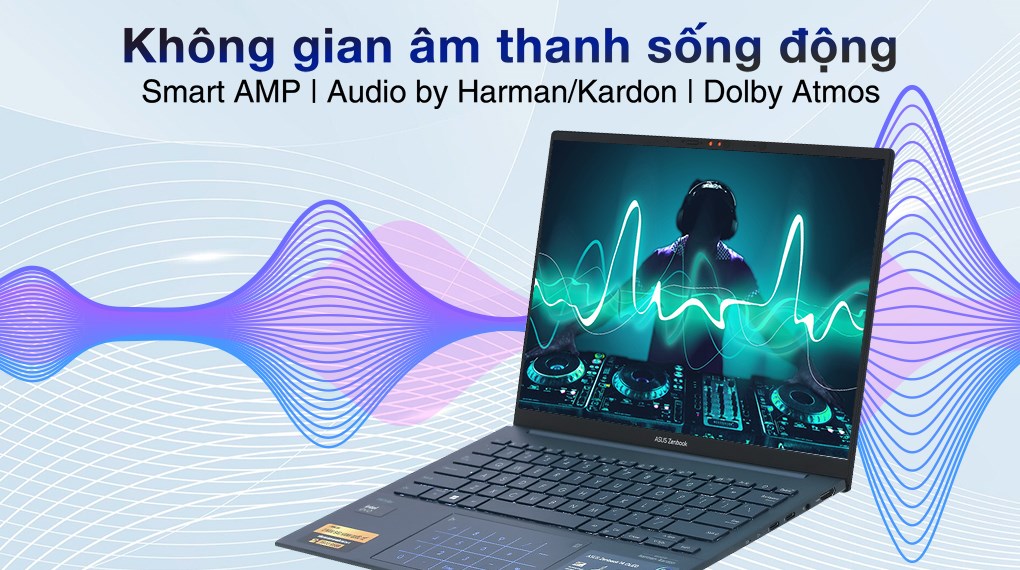 Không gian âm thanh sống động
Smart AMP | Audio by Harman/Kardon | Dolby Atmos
ASUS Zenbook